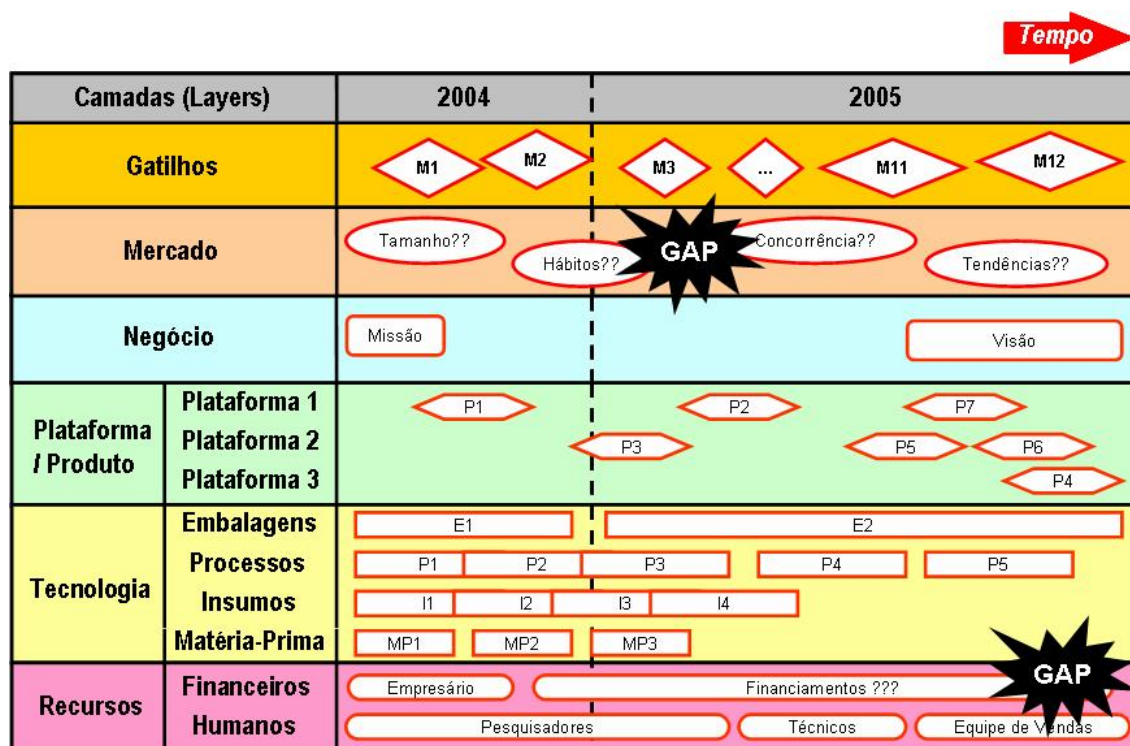 Tempo
Camadas (Layers) 2004 2005
Gatilhos M1 M2 M3 ... M11 M12
Mercado Tamanho?? Hábitos?? GAP Concorrência?? Tendências??
Negócio Missão Visão
Plataforma / Produto
Plataforma 1 P1 P2 P7
Plataforma 2 P3 P5 P6
Plataforma 3 P4
Tecnologia
Embalagens E1 E2
Processos P1 P2 P3 P4 P5
Insumos I1 I2 I3 I4
Matéria-Prima MP1 MP2 MP3
GAP
Recursos
Financeiros Empresário Financiamentos ???
Humanos Pesquisadores Técnicos Equipe de Vendas